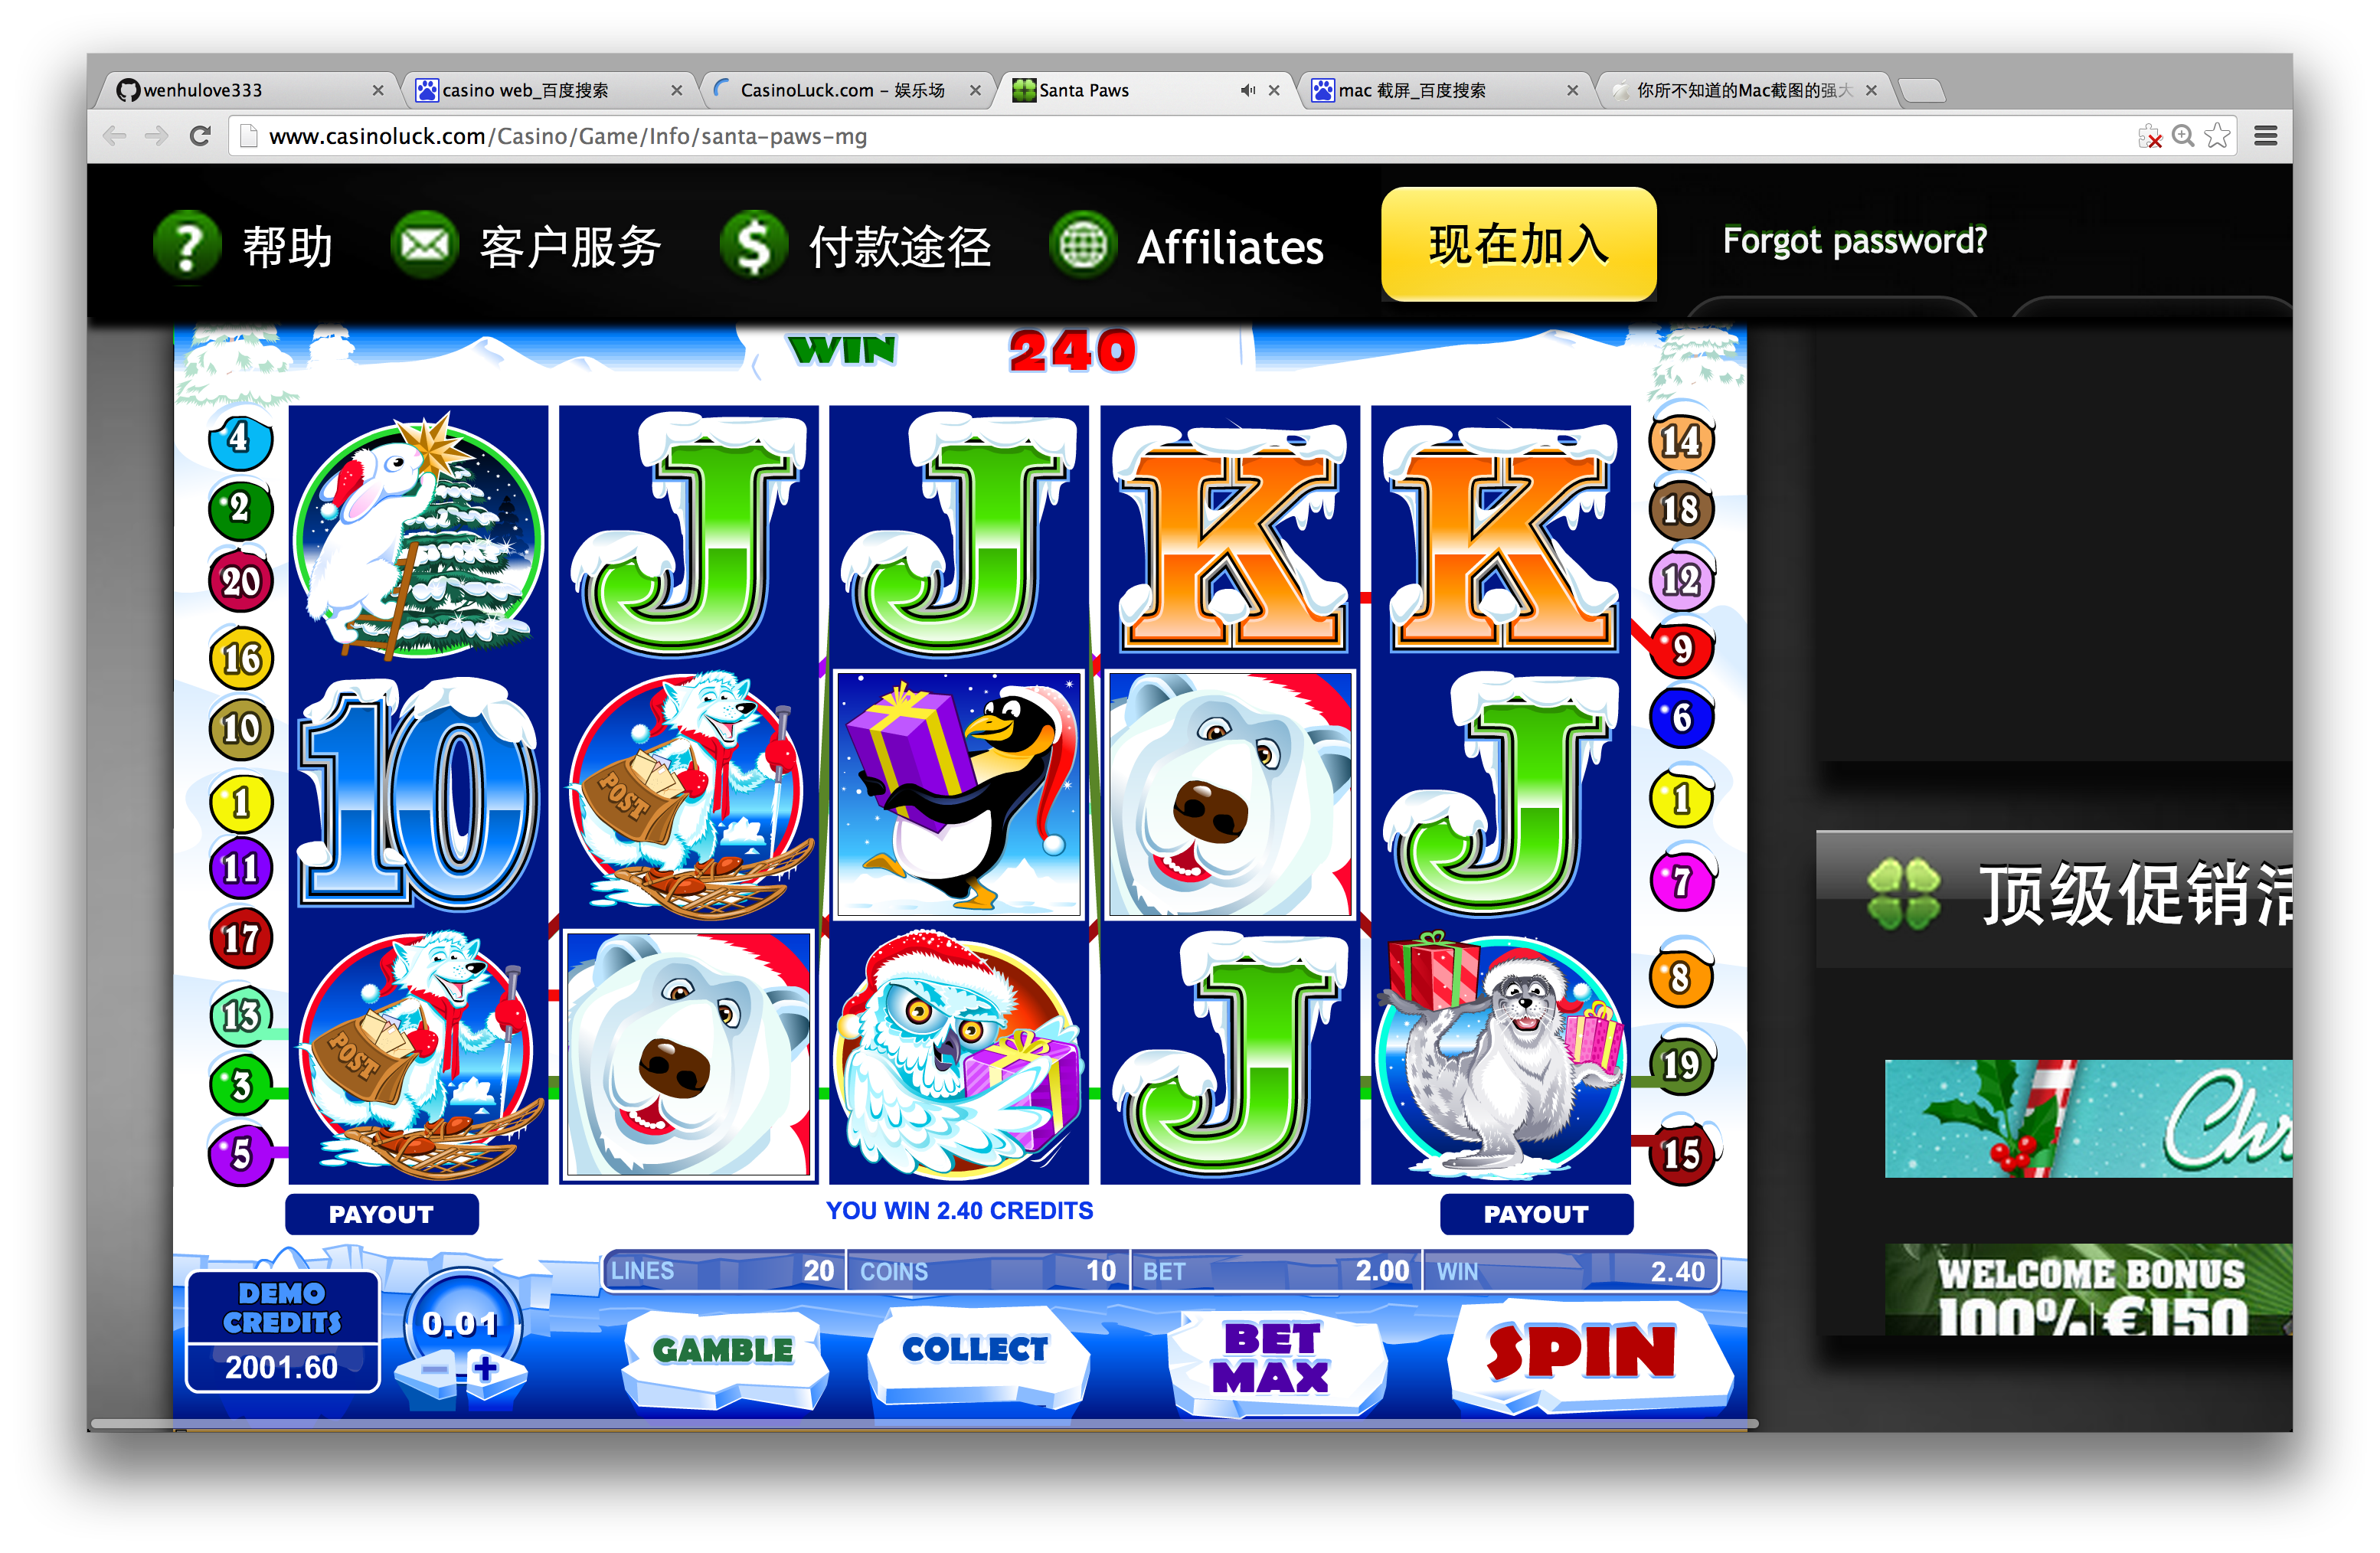 wenhulove333
casino web_百度搜索
CasinoLuck.com – 娱乐场
Santa Paws
mac 截屏_百度搜索
你所不知道的Mac截图的强大
www.casinoluck.com/Casino/Game/Info/santa-paws-mg
帮助
客户服务
付款途径
Affiliates
现在加入
Forgot password?
WIN 240
4
2
20
16
10
1
11
17
13
3
5
J
J
K
K
10
POST
J
POST
J
14
18
12
9
6
1
7
8
19
15
PAYOUT
YOU WIN 2.40 CREDITS
PAYOUT
LINES 20 COINS 10 BET 2.00 WIN 2.40
DEMO
CREDITS
2001.60
0.01
− +
GAMBLE
COLLECT
BET
MAX
SPIN
顶级促销活
Chr
WELCOME BONUS
100% €150